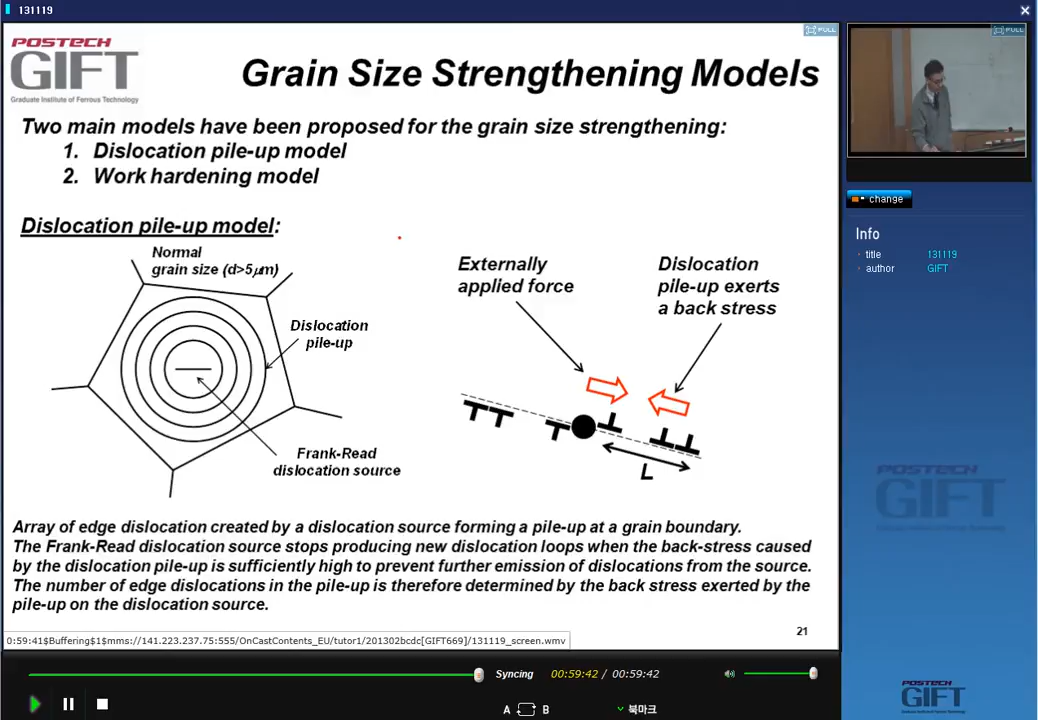 131119
POSTECH
GIFT
Graduate Institute of Ferrous Technology
FULL
Grain Size Strengthening Models
Two main models have been proposed for the grain size strengthening:
1. Dislocation pile-up model
2. Work hardening model
Dislocation pile-up model:
Normal
grain size (d>5μm)
Dislocation
pile-up
Frank-Read
dislocation source
Externally
applied force
Dislocation
pile-up exerts
a back stress
L
Array of edge dislocation created by a dislocation source forming a pile-up at a grain boundary.
The Frank-Read dislocation source stops producing new dislocation loops when the back-stress caused
by the dislocation pile-up is sufficiently high to prevent further emission of dislocations from the source.
The number of edge dislocations in the pile-up is therefore determined by the back stress exerted by the
pile-up on the dislocation source.
21
0:59:41$Buffering$1$mms://141.223.237.75:555/OnCastContents_EU/tutor1/201302bcdc[GIFT669]/131119_screen.wmv
Syncing
00:59:42 / 00:59:42
A B
북마크
FULL
change
Info
title 131119
author GIFT
POSTECH
GIFT
POSTECH
GIFT